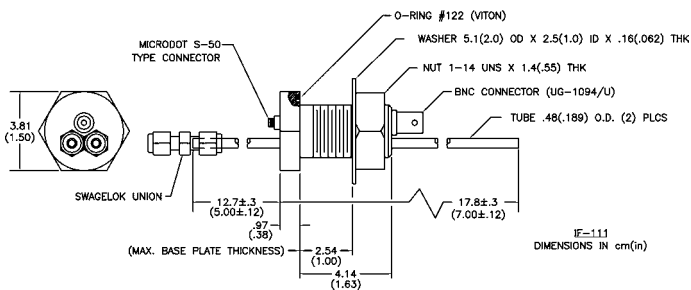 O-RING #122 (VITON)
MICRODOT S-50
TYPE CONNECTOR
WASHER 5.1(2.0) OD X 2.5(1.0) ID X .16(.062) THK
NUT 1-14 UNS X 1.4(.55) THK
BNC CONNECTOR (UG-1094/U)
TUBE .48(.189) O.D. (2) PLCS
3.81
(1.50)
SWAGELOK UNION
12.7±.3
(5.00±.12)
17.8±.3
(7.00±.12)
.97
(.38)
(MAX. BASE PLATE THICKNESS)
2.54
(1.00)
4.14
(1.63)
IF-111
DIMENSIONS IN cm(in)